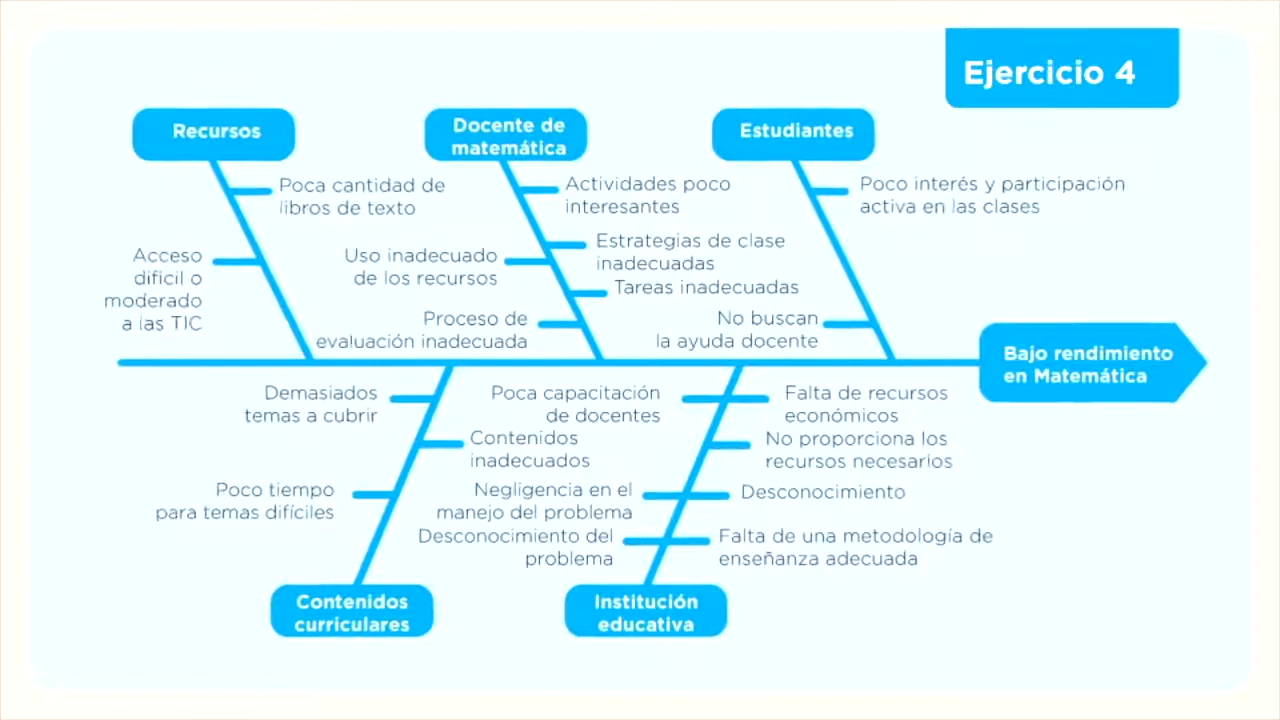 Ejercicio 4
Recursos
Docente de
matemática
Estudiantes
Poca cantidad de
libros de texto
Acceso
dificil o
moderado
a las TIC
Actividades poco
interesantes
Estrategias de clase
inadecuadas
Tareas inadecuadas
Uso inadecuado
de los recursos
Proceso de
evaluación inadecuada
Poco interés y participación
activa en las clases
No buscan
la ayuda docente
Bajo rendimiento
en Matemática
Demasiados
temas a cubrir
Contenidos
inadecuados
Poco tiempo
para temas difíciles
Poca capacitación
de docentes
Negligencia en el
manejo del problema
Desconocimiento del
problema
Falta de recursos
económicos
No proporciona los
recursos necesarios
Desconocimiento
Falta de una metodología de
enseñanza adecuada
Contenidos
curriculares
Institución
educativa